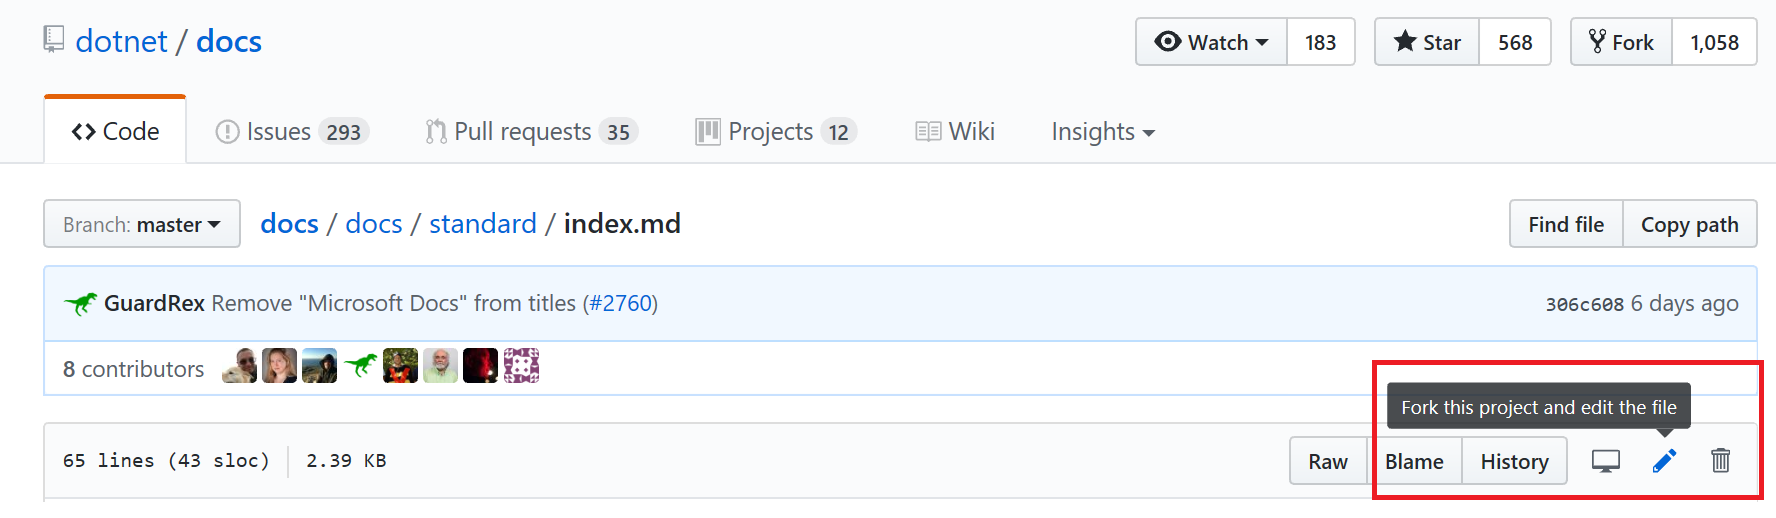 dotnet / docs
Watch 183 Star 568 Fork 1,058
Code Issues 293 Pull requests 35 Projects 12 Wiki Insights
Branch: master docs / docs / standard / index.md Find file Copy path
GuardRex Remove "Microsoft Docs" from titles (#2760) 306c608 6 days ago
8 contributors
Fork this project and edit the file
65 lines (43 sloc) 2.39 KB Raw Blame History